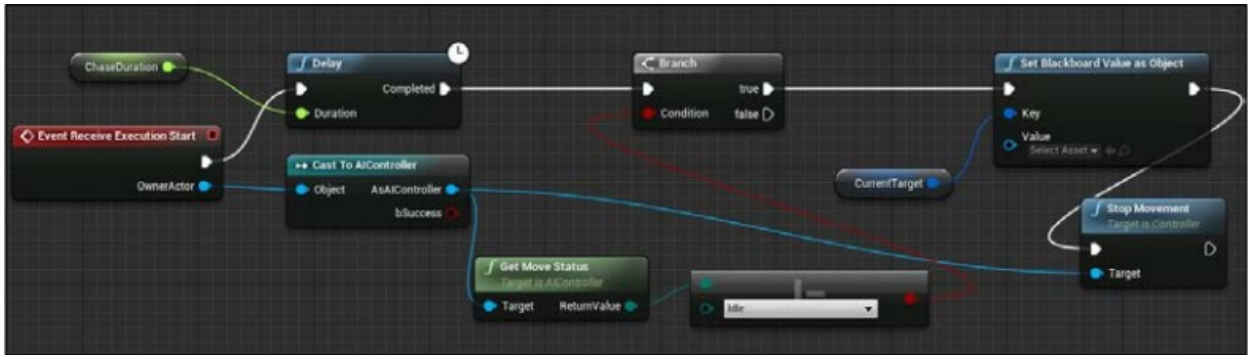 ChaseDuration
Delay
Completed
Duration
Event Receive Execution Start
OwnerActor
Cast To AIController
Object AsAIController
bSuccess
Get Move Status
Target is AIController
Target ReturnValue
Idle
Branch
true
Condition false
CurrentTarget
Set Blackboard Value as Object
Key
Value
Select Asset
Stop Movement
Target is Controller
Target